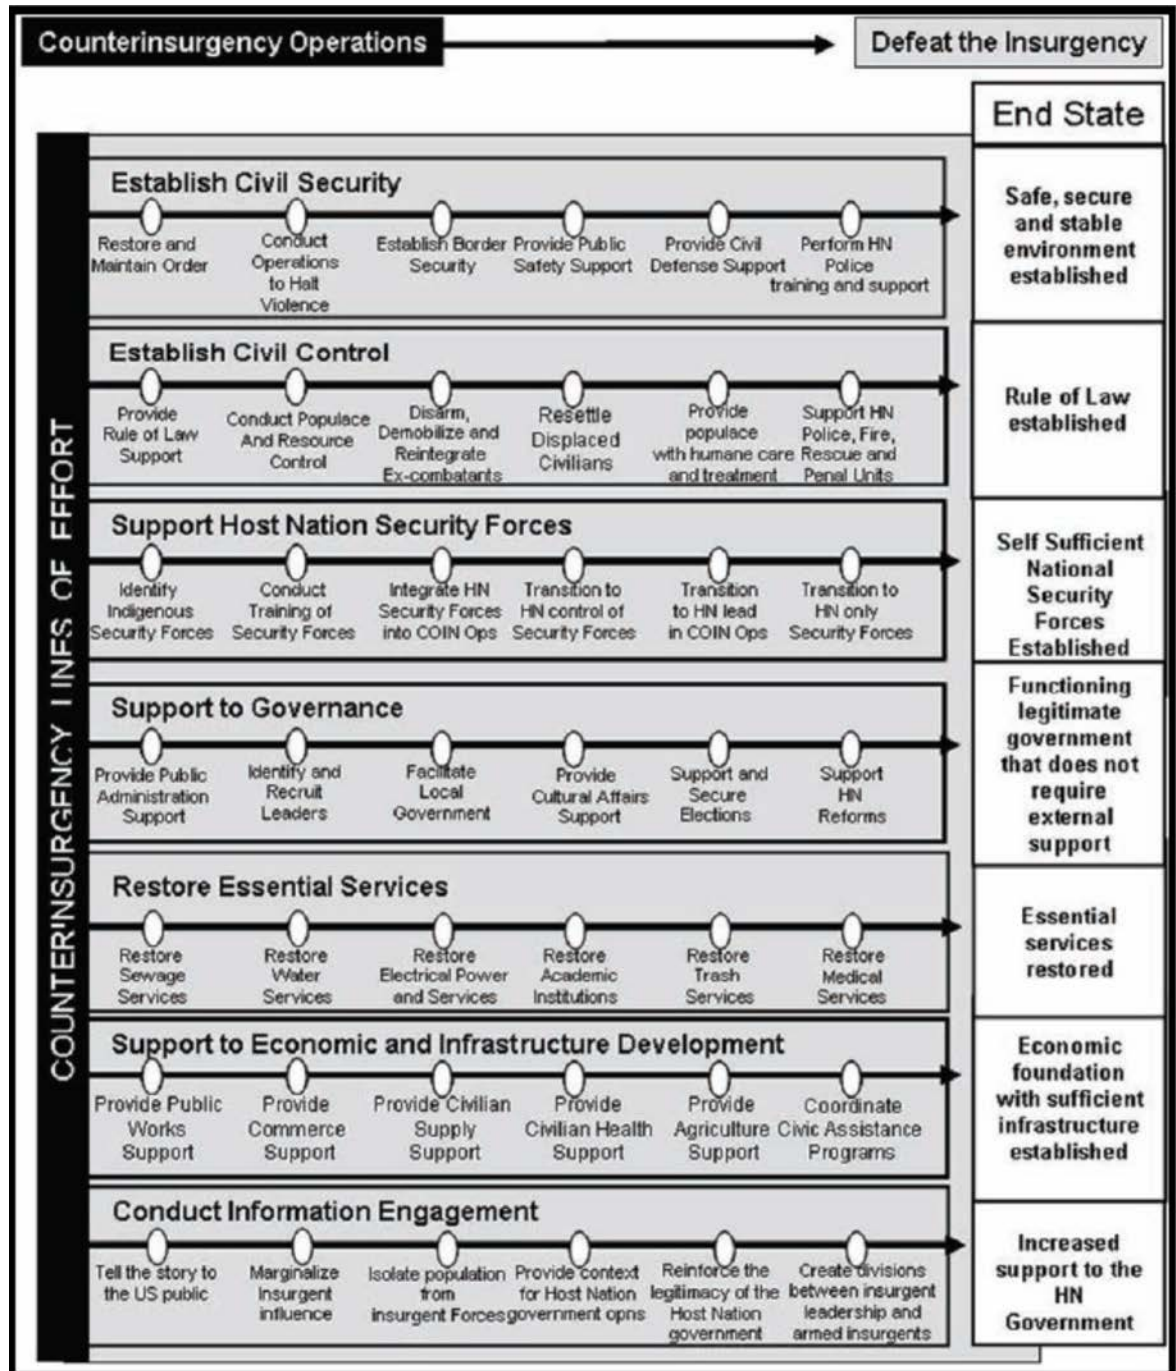 Counterinsurgency Operations
Defeat the Insurgency
End State
COUNTERINSURGENCY LINES OF EFFORT
Establish Civil Security
Restore and
Maintain Order
Conduct
Operations
to Halt
Violence
Establish Border
Security
Provide Public
Safety Support
Provide Civil
Defense Support
Perform HN
Police
training and support
Safe, secure
and stable
environment
established
Establish Civil Control
Provide
Rule of Law
Support
Conduct Populace
And Resource
Control
Disarm,
Demobilize and
Reintegrate
Ex-combatants
Resettle
Displaced
Civilians
Provide
populace
with humane care
and treatment
Support HN
Police, Fire,
Rescue and
Penal Units
Rule of Law
established
Support Host Nation Security Forces
Identify
Indigenous
Security Forces
Conduct
Training of
Security Forces
Integrate HN
Security Forces
into COIN Ops
Transition to
HN control of
Security Forces
Transition
to HN lead
in COIN Ops
Transition to
HN only
Security Forces
Self Sufficient
National
Security
Forces
Established
Support to Governance
Provide Public
Administration
Support
Identify and
Recruit
Leaders
Facilitate
Local
Government
Provide
Cultural Affairs
Support
Support and
Secure
Elections
Support
HN
Reforms
Functioning
legitimate
government
that does not
require
external
support
Restore Essential Services
Restore
Sewage
Services
Restore
Water
Services
Restore
Electrical Power
and Services
Restore
Academic
Institutions
Restore
Trash
Services
Restore
Medical
Services
Essential
services
restored
Support to Economic and Infrastructure Development
Provide Public
Works
Support
Provide
Commerce
Support
Provide Civilian
Supply
Support
Provide
Civilian Health
Support
Provide
Agriculture
Support
Coordinate
Civic Assistance
Programs
Economic
foundation
with sufficient
infrastructure
established
Conduct Information Engagement
Tell the story to
the US public
Marginalize
Insurgent
influence
Isolate population
from
insurgent Forces
Provide context
for Host Nation
government opns
Reinforce the
legitimacy of the
Host Nation
government
Create divisions
between insurgent
leadership and
armed insurgents
Increased
support to the
HN
Government